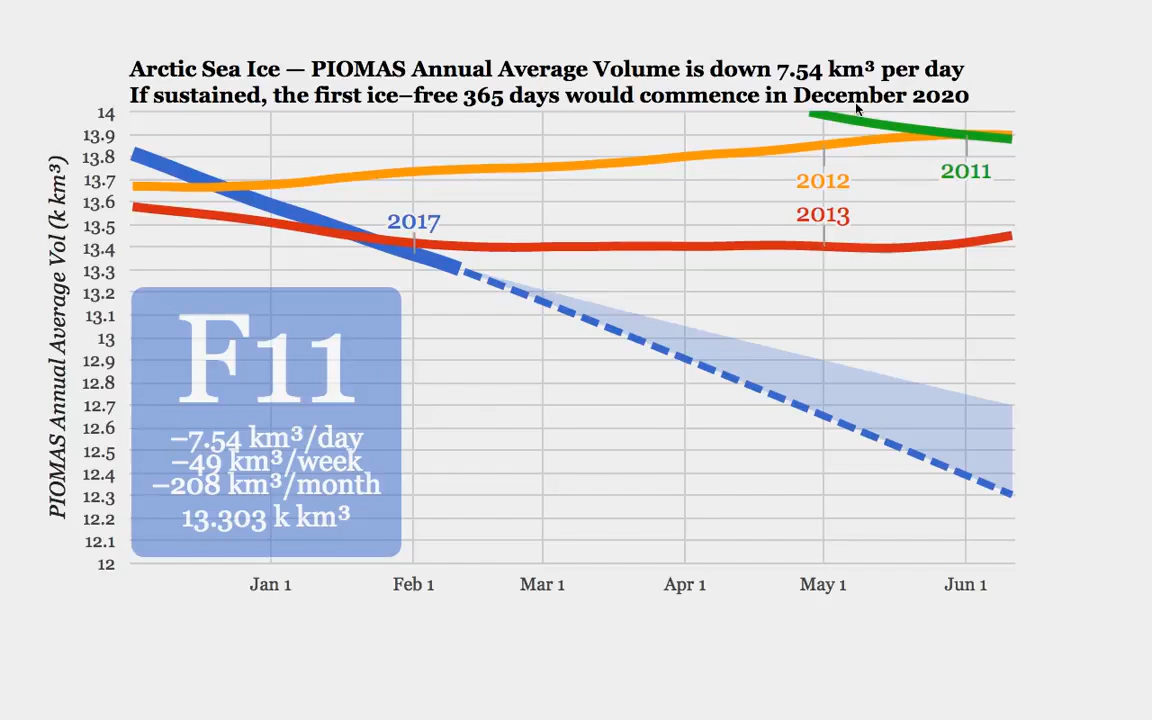 Arctic Sea Ice — PIOMAS Annual Average Volume is down 7.54 km³ per day
If sustained, the first ice–free 365 days would commence in December 2020
PIOMAS Annual Average Vol (k km³)
14
13.9
13.8
13.7
13.6
13.5
13.4
13.3
13.2
13.1
13
12.9
12.8
12.7
12.6
12.5
12.4
12.3
12.2
12.1
12
2011
2012
2013
2017
F11
–7.54 km³/day
–49 km³/week
–208 km³/month
13.303 k km³
Jan 1
Feb 1
Mar 1
Apr 1
May 1
Jun 1